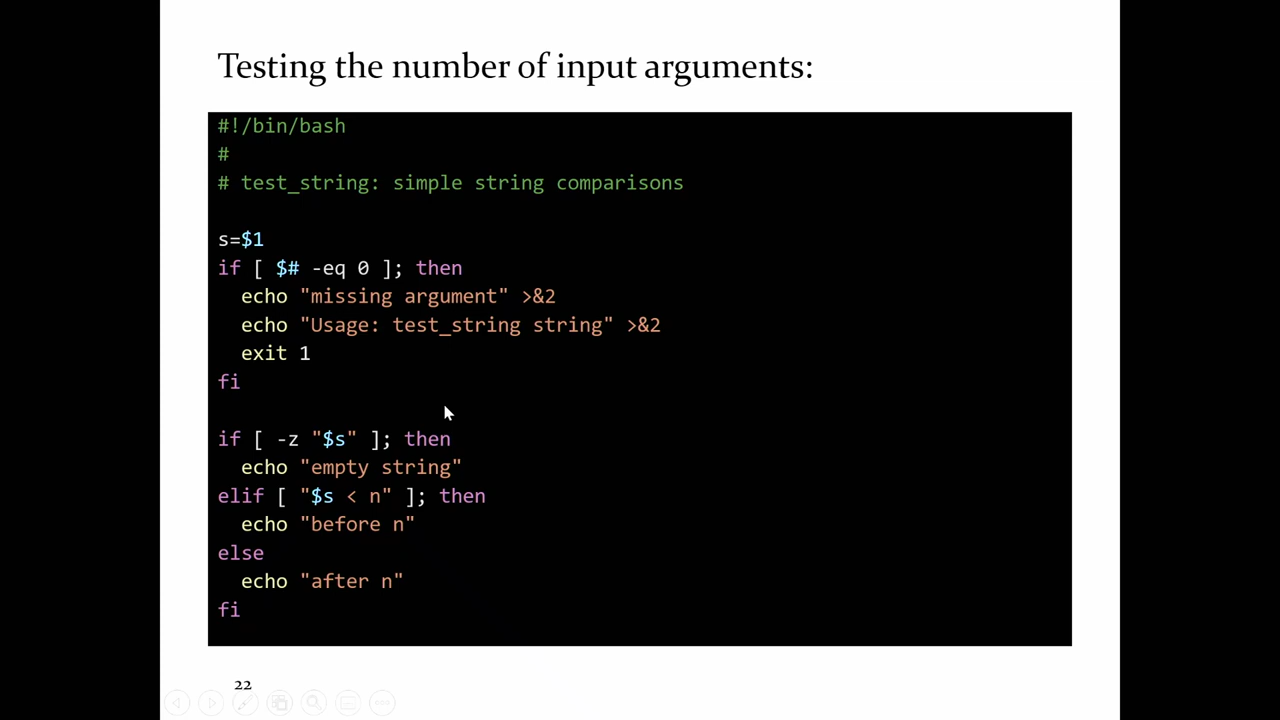 Testing the number of input arguments:
#!/bin/bash
#
# test_string: simple string comparisons
s=$1
if [ $# -eq 0 ]; then
  echo "missing argument" >&2
  echo "Usage: test_string string" >&2
  exit 1
fi
if [ -z "$s" ]; then
  echo "empty string"
elif [ "$s < n" ]; then
  echo "before n"
else
  echo "after n"
fi
22